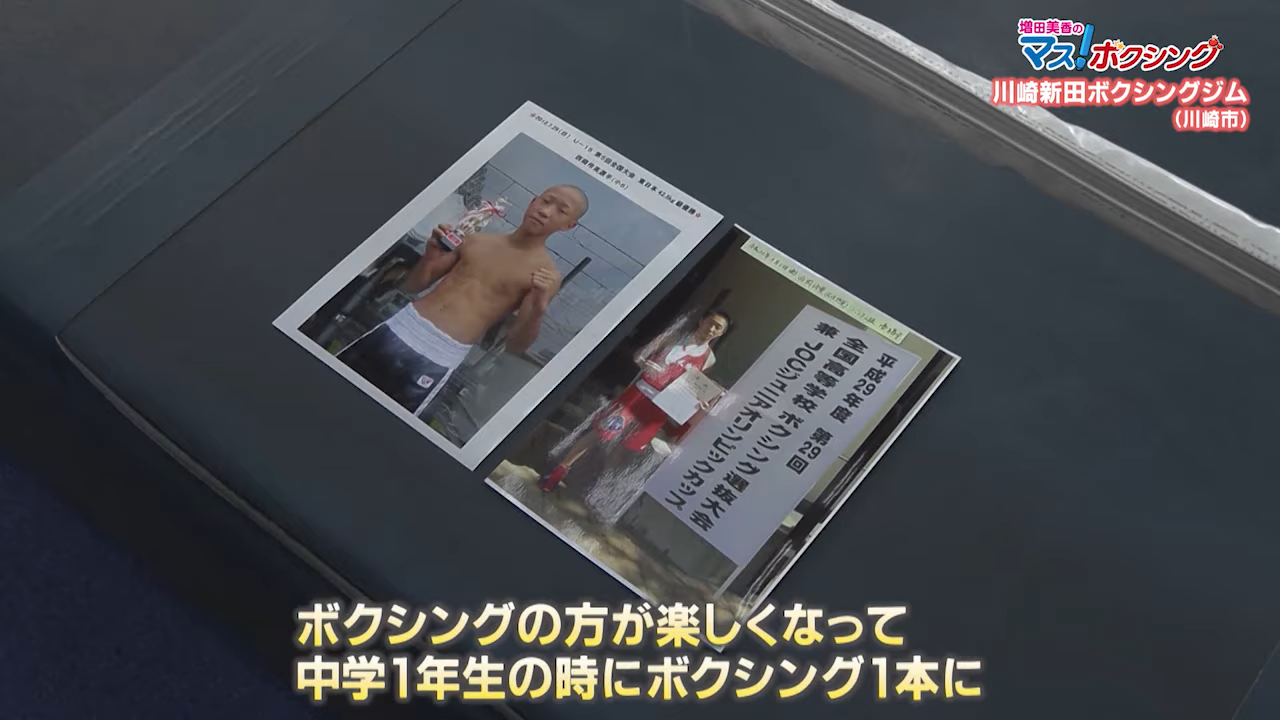 増田美香の
マス!ボクシング
川崎新田ボクシングジム
(川崎市)
平成29年度 第29回
全国高等学校ボクシング選抜大会
兼 JOCジュニアオリンピックカップ
ボクシングの方が楽しくなって
中学1年生の時にボクシング1本に